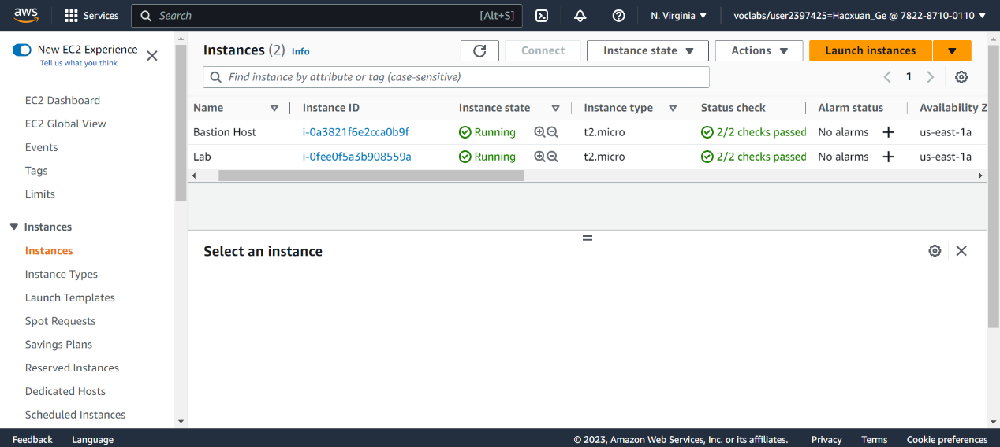 aws Services Search [Alt+S] N. Virginia voclabs/user2397425=Haoxuan_Ge @ 7822-8710-0110
New EC2 Experience
Tell us what you think
EC2 Dashboard
EC2 Global View
Events
Tags
Limits
Instances
Instances
Instance Types
Launch Templates
Spot Requests
Savings Plans
Reserved Instances
Dedicated Hosts
Scheduled Instances
Instances (2) Info Connect Instance state Actions Launch instances
Find instance by attribute or tag (case-sensitive) 1
Name Instance ID Instance state Instance type Status check Alarm status Availability Z
Bastion Host i-0a3821f6e2cca0b9f Running t2.micro 2/2 checks passed No alarms + us-east-1a
Lab i-0fee0f5a3b908559a Running t2.micro 2/2 checks passed No alarms + us-east-1a
Select an instance
Feedback Language © 2023, Amazon Web Services, Inc. or its affiliates. Privacy Terms Cookie preferences